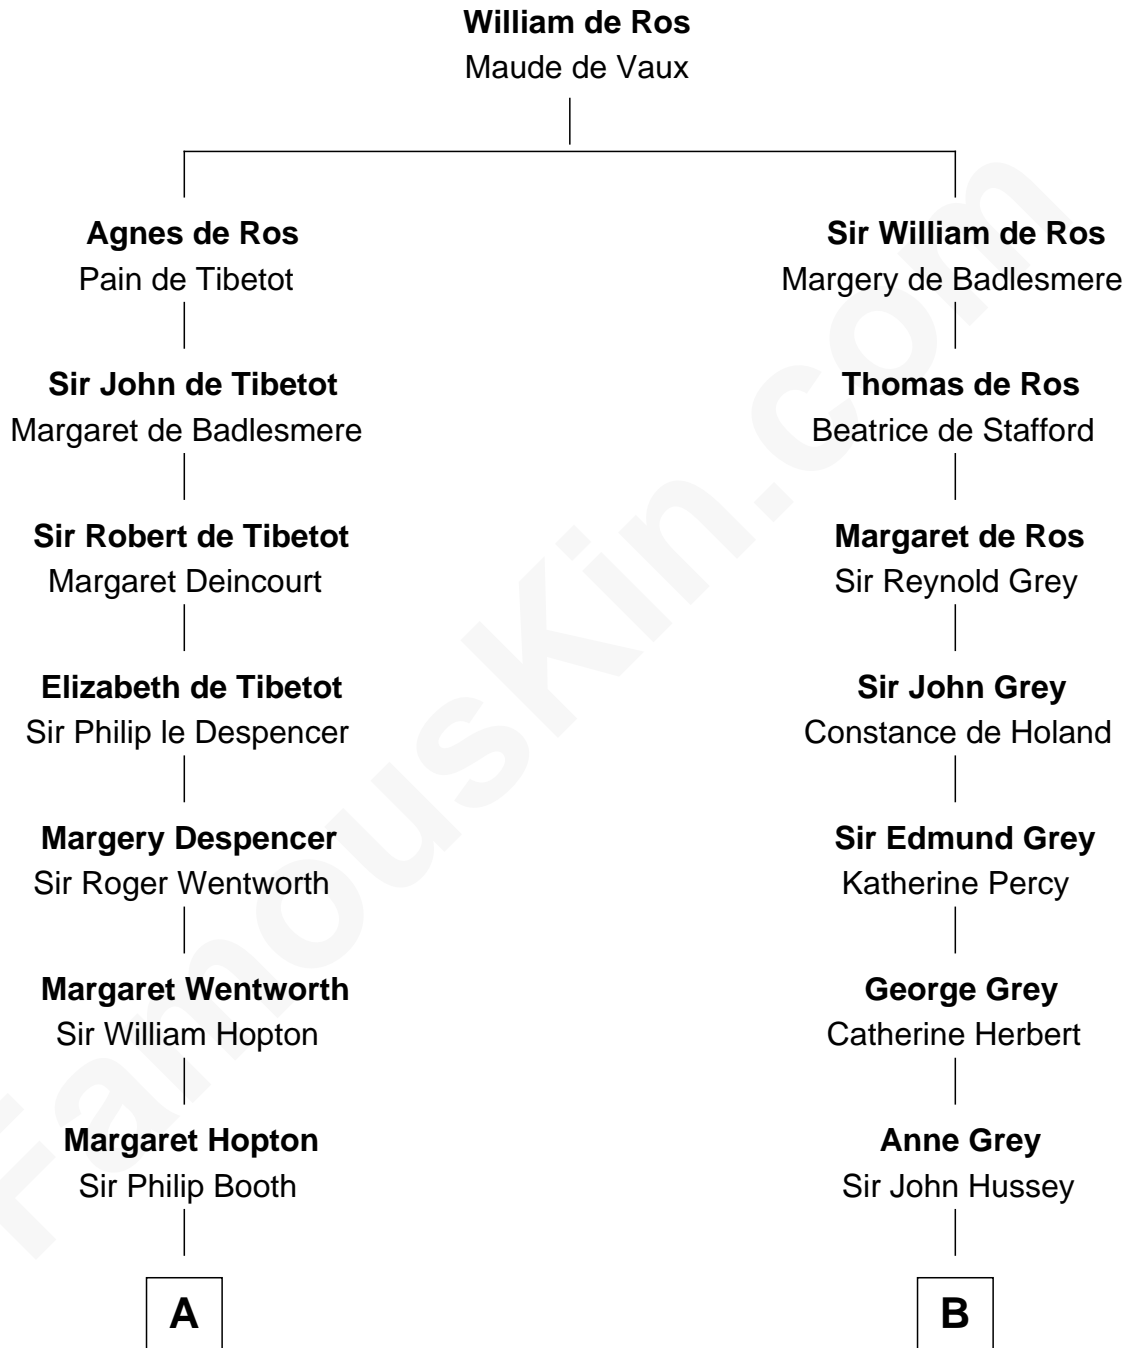 William de Ros
Maude de Vaux
Agnes de Ros
Pain de Tibetot
Sir William de Ros
Margery de Badlesmere
Sir John de Tibetot
Margaret de Badlesmere
Thomas de Ros
Beatrice de Stafford
Sir Robert de Tibetot
Margaret Deincourt
Margaret de Ros
Sir Reynold Grey
Elizabeth de Tibetot
Sir Philip le Despencer
Sir John Grey
Constance de Holand
Margery Despencer
Sir Roger Wentworth
Sir Edmund Grey
Katherine Percy
Margaret Wentworth
Sir William Hopton
George Grey
Catherine Herbert
Margaret Hopton
Sir Philip Booth
Anne Grey
Sir John Hussey
A
B
FamousKin.com